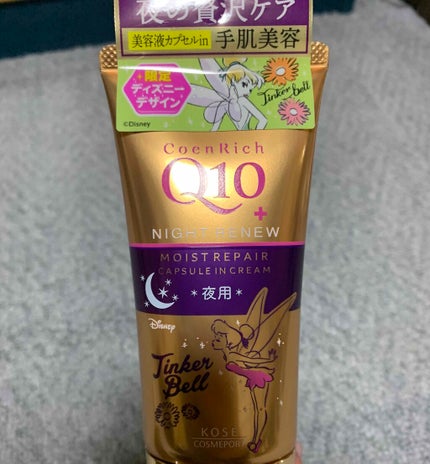 夜の贅沢ケア
美容液カプセルin 手肌美容
限定
ディズニー
デザイン
Tinker Bell
©Disney
CoenRich
Q10
+
NIGHT RENEW
MOIST REPAIR
CAPSULE IN CREAM
*夜用*
Disney
Tinker
Bell
KOSÉ
COSMEPORT